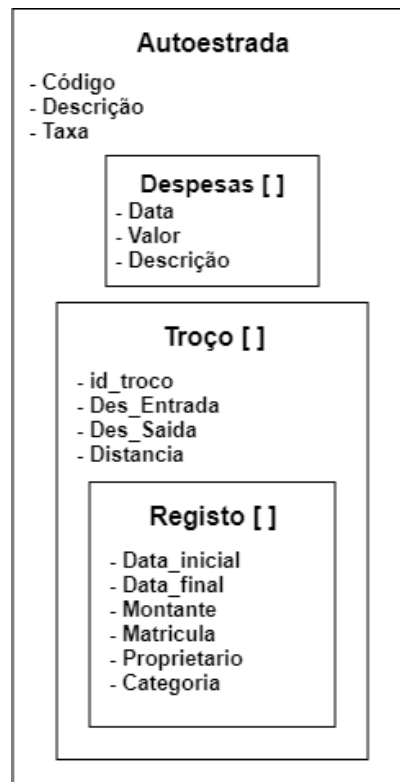 Autoestrada
- Código
- Descrição
- Taxa
Despesas [ ]
- Data
- Valor
- Descrição
Troço [ ]
- id_troco
- Des_Entrada
- Des_Saida
- Distancia
Registo [ ]
- Data_inicial
- Data_final
- Montante
- Matricula
- Proprietario
- Categoria